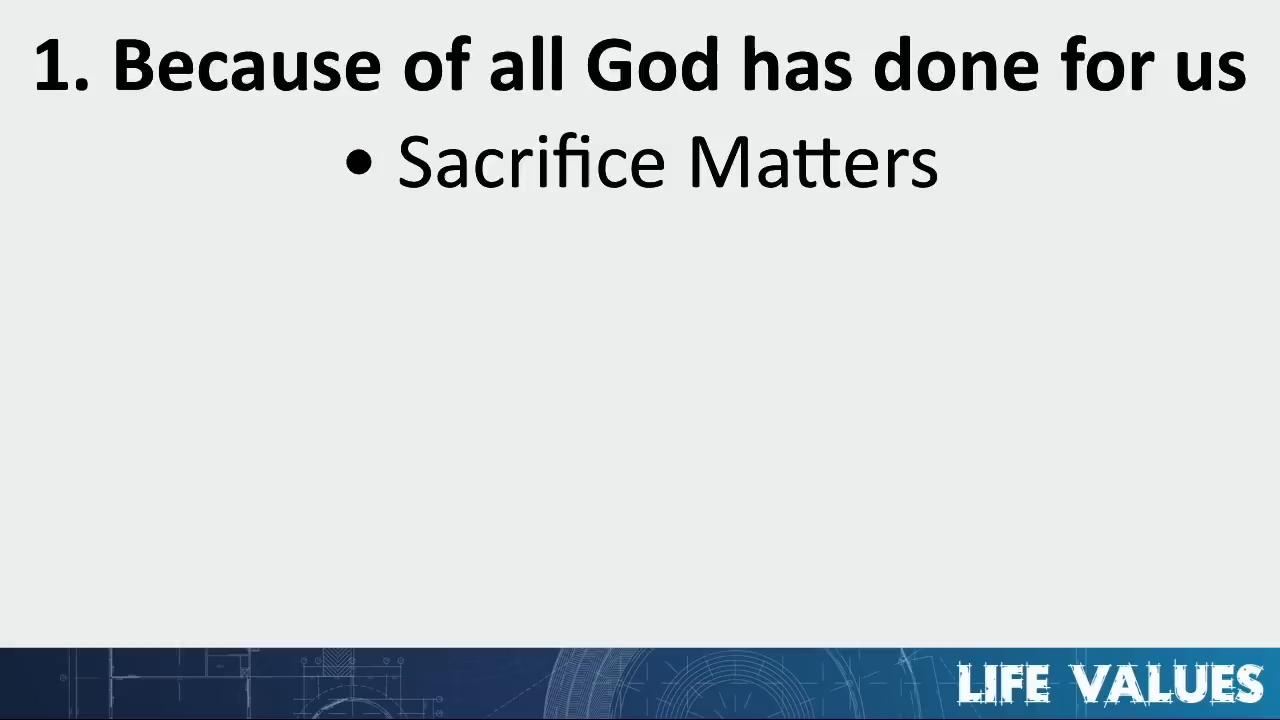 1. Because of all God has done for us
• Sacrifice Matters
LIFE VALUES